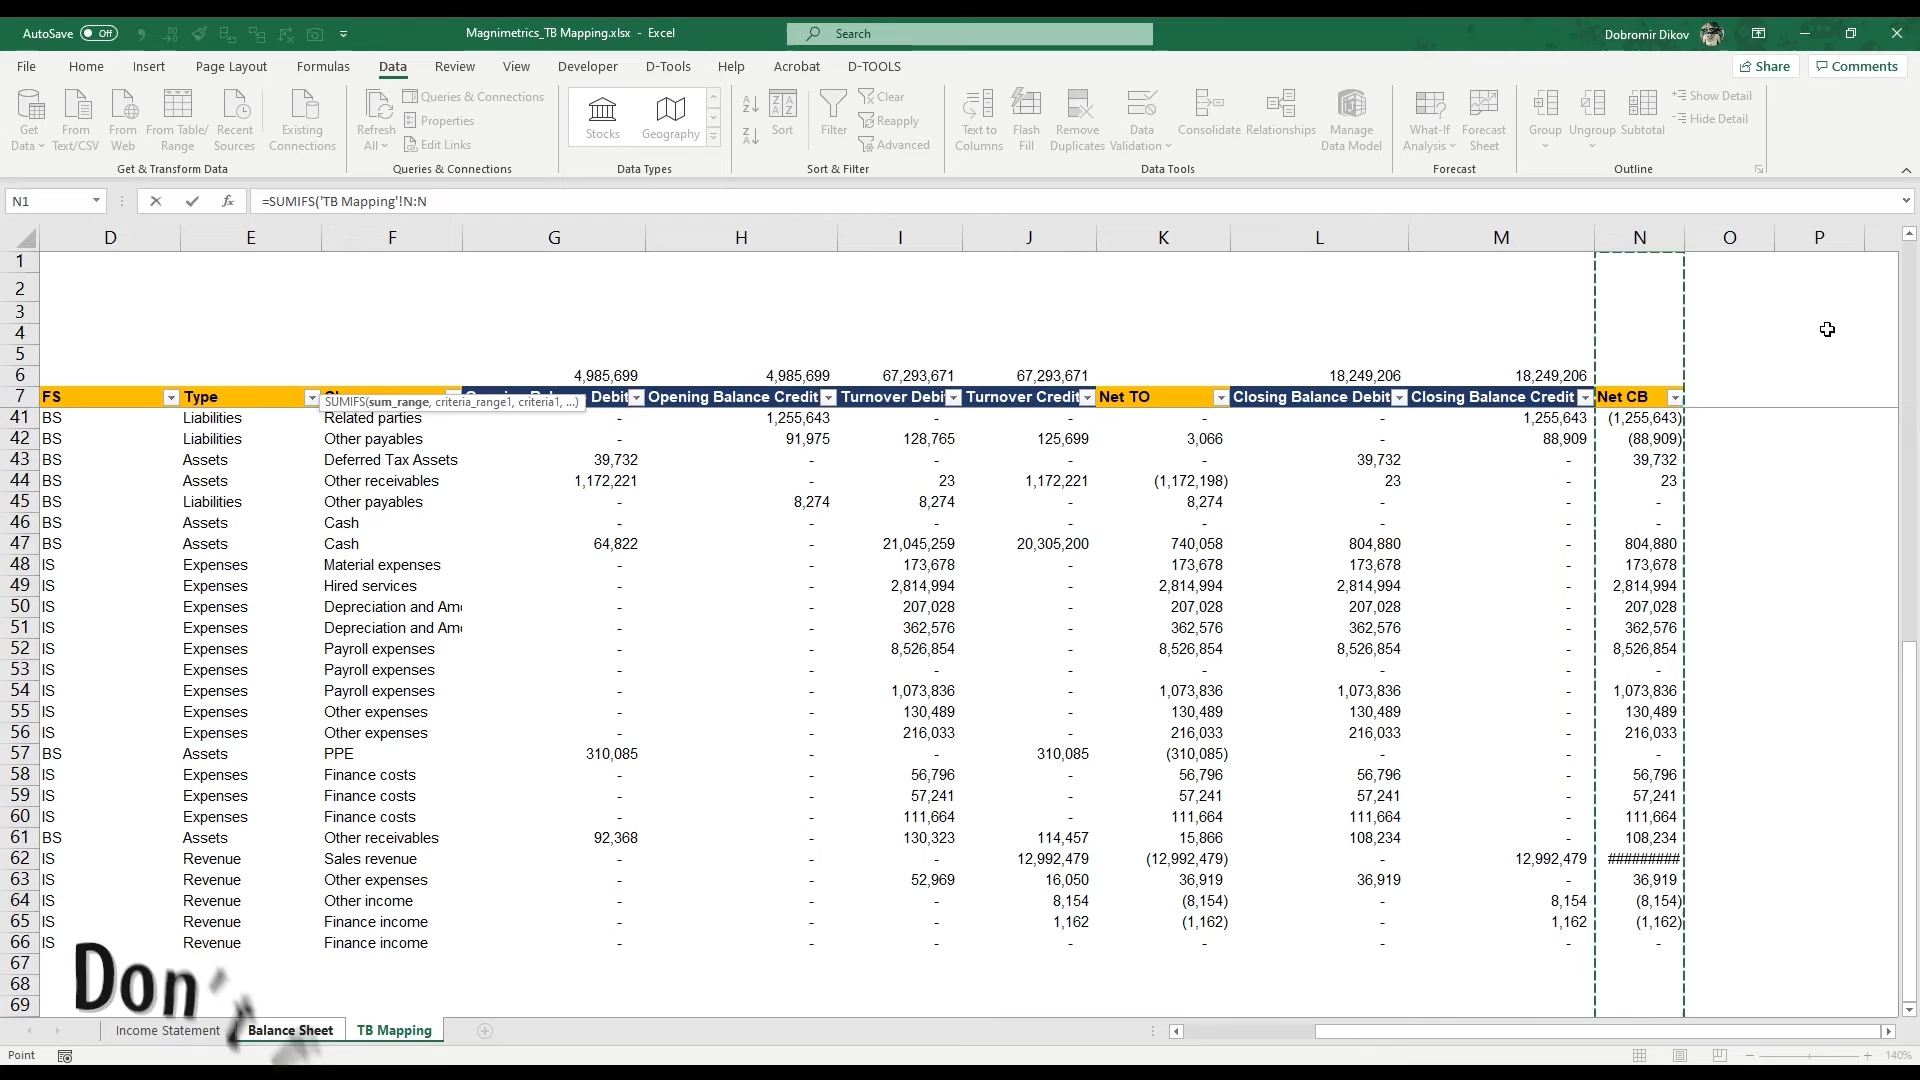 AutoSave Off Magnimetrics_TB Mapping.xlsx - Excel Search Dobromir Dikov
File Home Insert Page Layout Formulas Data Review View Developer D-Tools Help Acrobat D-TOOLS Share Comments
Get Data From Text/CSV From Web From Table/ Range Recent Sources Existing Connections
Refresh All Queries & Connections Properties Edit Links
Stocks Geography
Sort Filter Clear Reapply Advanced
Text to Columns Flash Fill Remove Duplicates Data Validation Consolidate Relationships Manage Data Model
What-If Analysis Forecast Sheet
Group Ungroup Subtotal Show Detail Hide Detail
Get & Transform Data Queries & Connections Data Types Sort & Filter Data Tools Forecast Outline
N1 fx =SUMIFS('TB Mapping'!N:N
D E F G H I J K L M N O P
1
2
3
4
5
6 4,985,699 4,985,699 67,293,671 67,293,671 18,249,206 18,249,206
7 FS Type Debit Opening Balance Credit Turnover Debi Turnover Credit Net TO Closing Balance Debit Closing Balance Credit Net CB
SUMIFS(sum_range, criteria_range1, criteria1, ...)
41 BS Liabilities Related parties - 1,255,643 - - - - 1,255,643 (1,255,643)
42 BS Liabilities Other payables - 91,975 128,765 125,699 3,066 - 88,909 (88,909)
43 BS Assets Deferred Tax Assets 39,732 - - - - 39,732 - 39,732
44 BS Assets Other receivables 1,172,221 - 23 1,172,221 (1,172,198) 23 - 23
45 BS Liabilities Other payables - 8,274 8,274 - 8,274 - - -
46 BS Assets Cash - - - - - - - -
47 BS Assets Cash 64,822 - 21,045,259 20,305,200 740,058 804,880 - 804,880
48 IS Expenses Material expenses - - 173,678 - 173,678 173,678 - 173,678
49 IS Expenses Hired services - - 2,814,994 - 2,814,994 2,814,994 - 2,814,994
50 IS Expenses Depreciation and Amo - - 207,028 - 207,028 207,028 - 207,028
51 IS Expenses Depreciation and Amo - - 362,576 - 362,576 362,576 - 362,576
52 IS Expenses Payroll expenses - - 8,526,854 - 8,526,854 8,526,854 - 8,526,854
53 IS Expenses Payroll expenses - - - - - - - -
54 IS Expenses Payroll expenses - - 1,073,836 - 1,073,836 1,073,836 - 1,073,836
55 IS Expenses Other expenses - - 130,489 - 130,489 130,489 - 130,489
56 IS Expenses Other expenses - - 216,033 - 216,033 216,033 - 216,033
57 BS Assets PPE 310,085 - - 310,085 (310,085) - - -
58 IS Expenses Finance costs - - 56,796 - 56,796 56,796 - 56,796
59 IS Expenses Finance costs - - 57,241 - 57,241 57,241 - 57,241
60 IS Expenses Finance costs - - 111,664 - 111,664 111,664 - 111,664
61 BS Assets Other receivables 92,368 - 130,323 114,457 15,866 108,234 - 108,234
62 IS Revenue Sales revenue - - - 12,992,479 (12,992,479) - 12,992,479 #########
63 IS Revenue Other expenses - - 52,969 16,050 36,919 36,919 - 36,919
64 IS Revenue Other income - - - 8,154 (8,154) - 8,154 (8,154)
65 IS Revenue Finance income - - - 1,162 (1,162) - 1,162 (1,162)
66 IS Revenue Finance income - - - - - - - -
67
68
69
Don'
Income Statement Balance Sheet TB Mapping
Point 140%